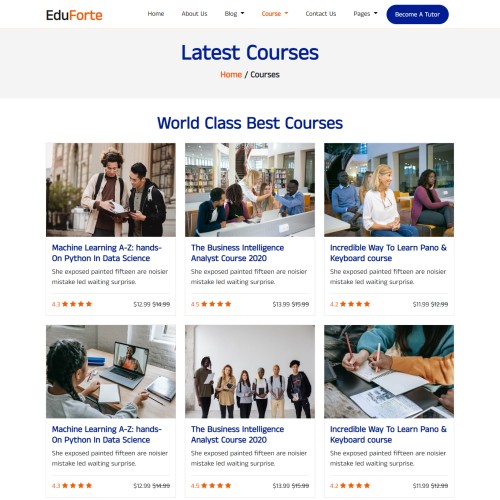 EduForte
Home About Us Blog Course Contact Us Pages Become A Tutor
Latest Courses
Home / Courses
World Class Best Courses
Machine Learning A-Z: hands-
On Python In Data Science
She exposed painted fifteen are noisier
mistake led waiting surprise.
4.3 $12.99 $14.99
The Business Intelligence
Analyst Course 2020
She exposed painted fifteen are noisier
mistake led waiting surprise.
4.5 $13.99 $15.99
Incredible Way To Learn Pano &
Keyboard course
She exposed painted fifteen are noisier
mistake led waiting surprise.
4.2 $11.99 $12.99
Machine Learning A-Z: hands-
On Python In Data Science
She exposed painted fifteen are noisier
mistake led waiting surprise.
4.3 $12.99 $14.99
The Business Intelligence
Analyst Course 2020
She exposed painted fifteen are noisier
mistake led waiting surprise.
4.5 $13.99 $15.99
Incredible Way To Learn Pano &
Keyboard course
She exposed painted fifteen are noisier
mistake led waiting surprise.
4.2 $11.99 $12.99